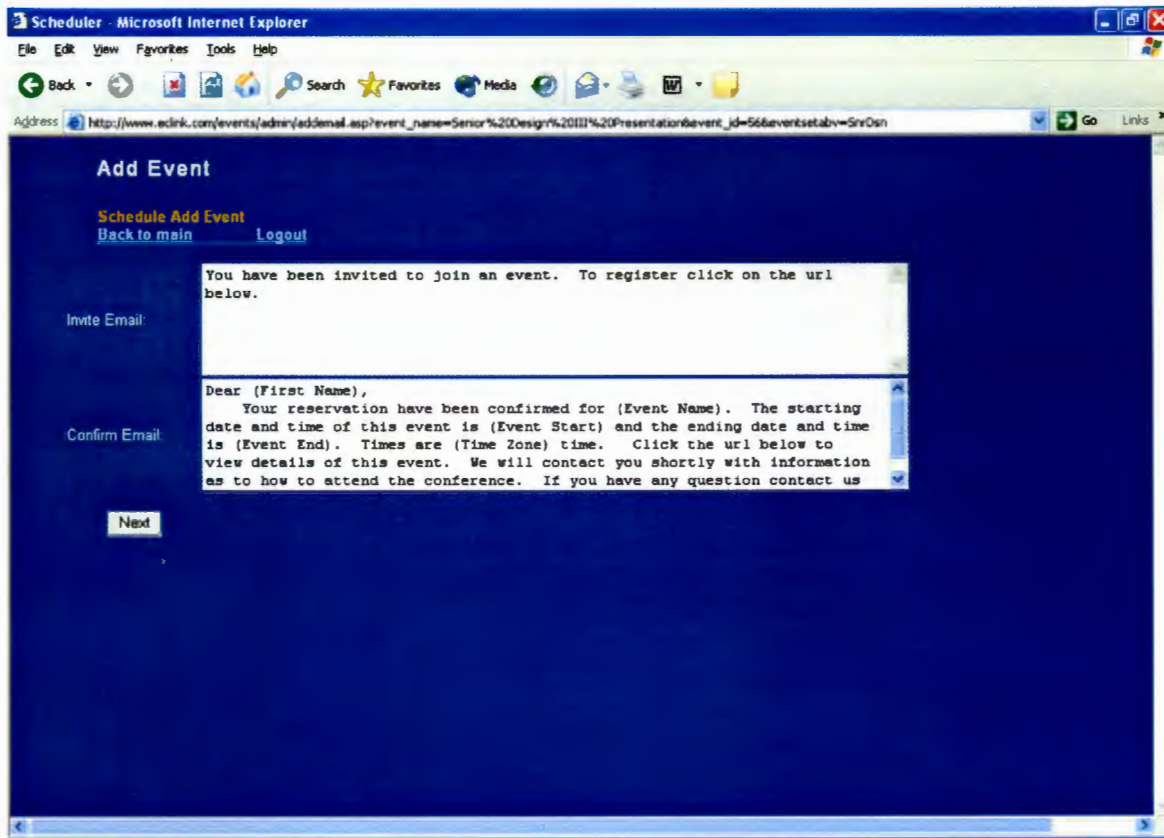 Scheduler - Microsoft Internet Explorer
File Edit View Favorites Tools Help
Back Search Favorites Media
Address http://www.eclink.com/events/admin/addemail.asp?event_name=Senior%20Design%20III%20Presentation&event_id=56&eventsetabv=SnrDsn Go Links
Add Event
Schedule Add Event
Back to main Logout
Invite Email:
You have been invited to join an event. To register click on the url
below.
Confirm Email:
Dear (First Name),
Your reservation have been confirmed for (Event Name). The starting
date and time of this event is (Event Start) and the ending date and time
is (Event End). Times are (Time Zone) time. Click the url below to
view details of this event. We will contact you shortly with information
as to how to attend the conference. If you have any question contact us
Next